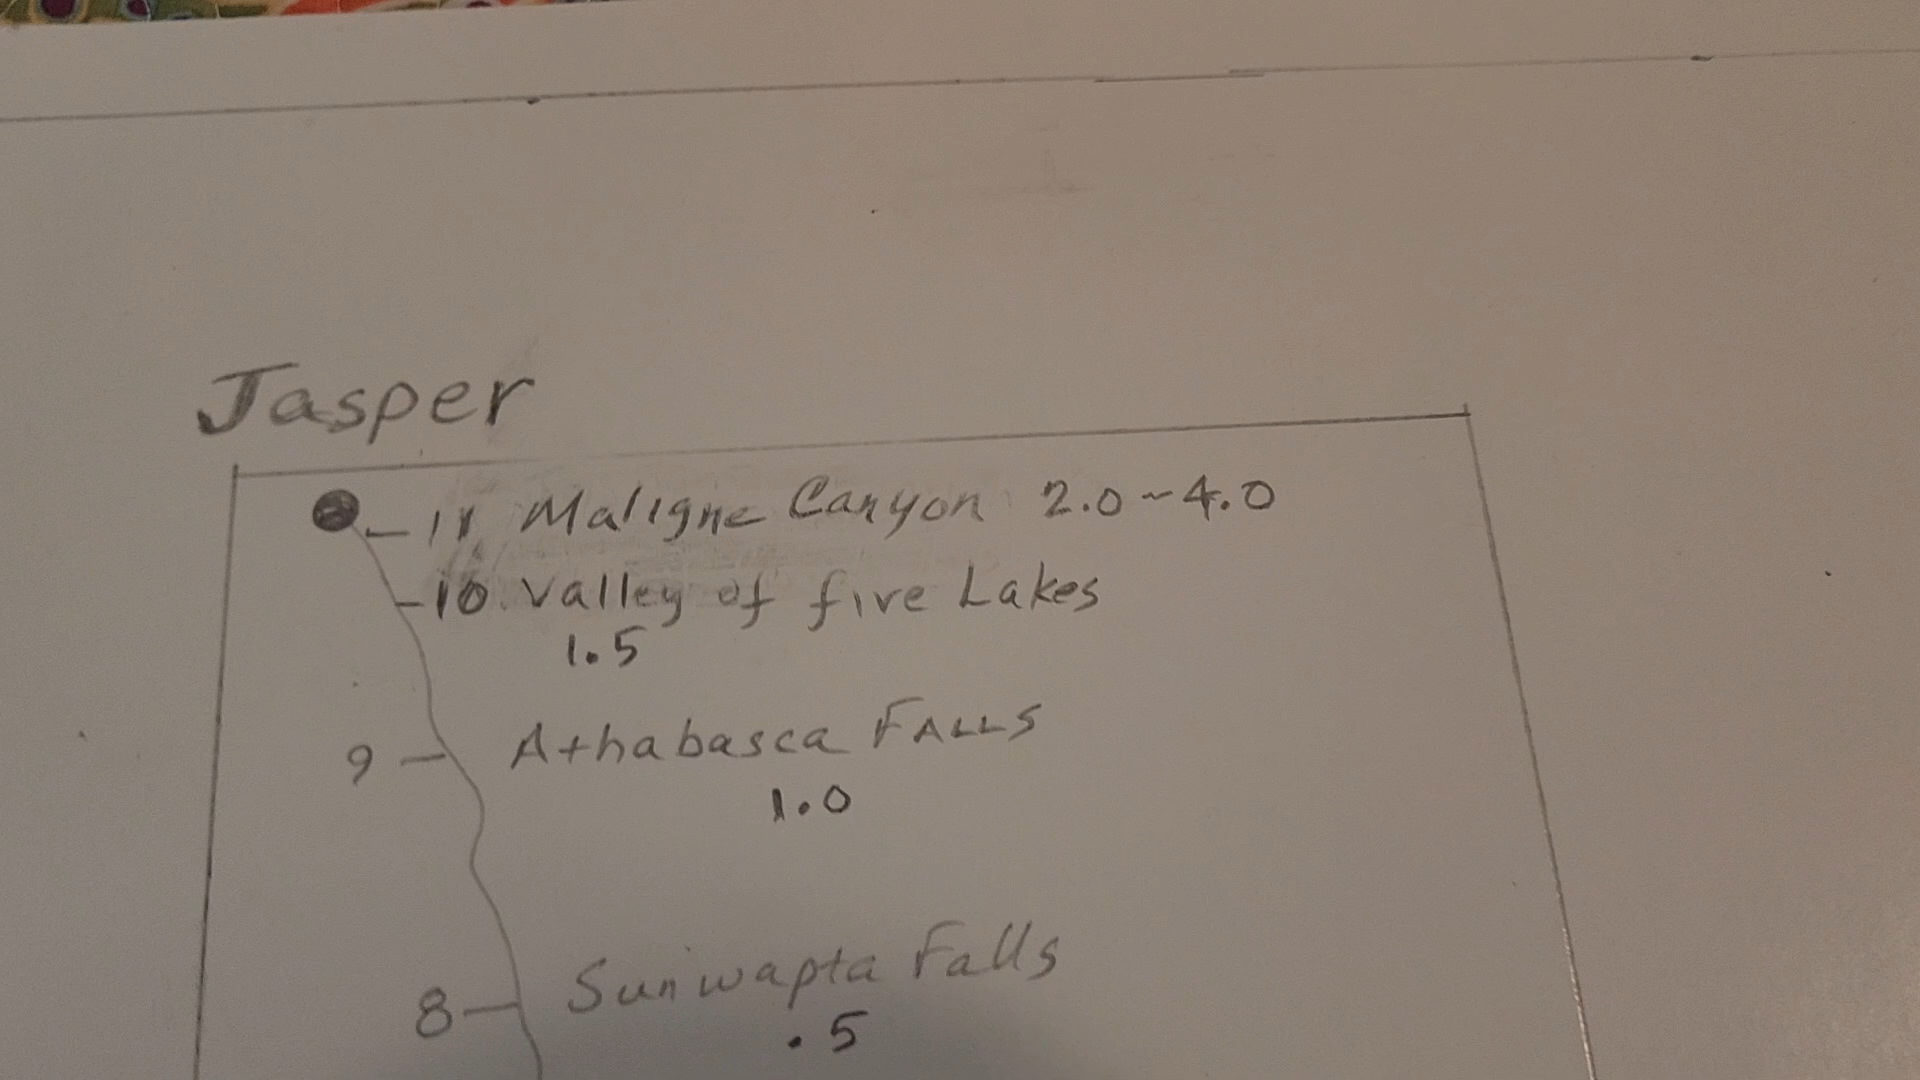 Jasper
11 Maligne Canyon 2.0~4.0
10. Valley of five Lakes
1.5
9 Athabasca FALLS
1.0
8 Sunwapta Falls
.5